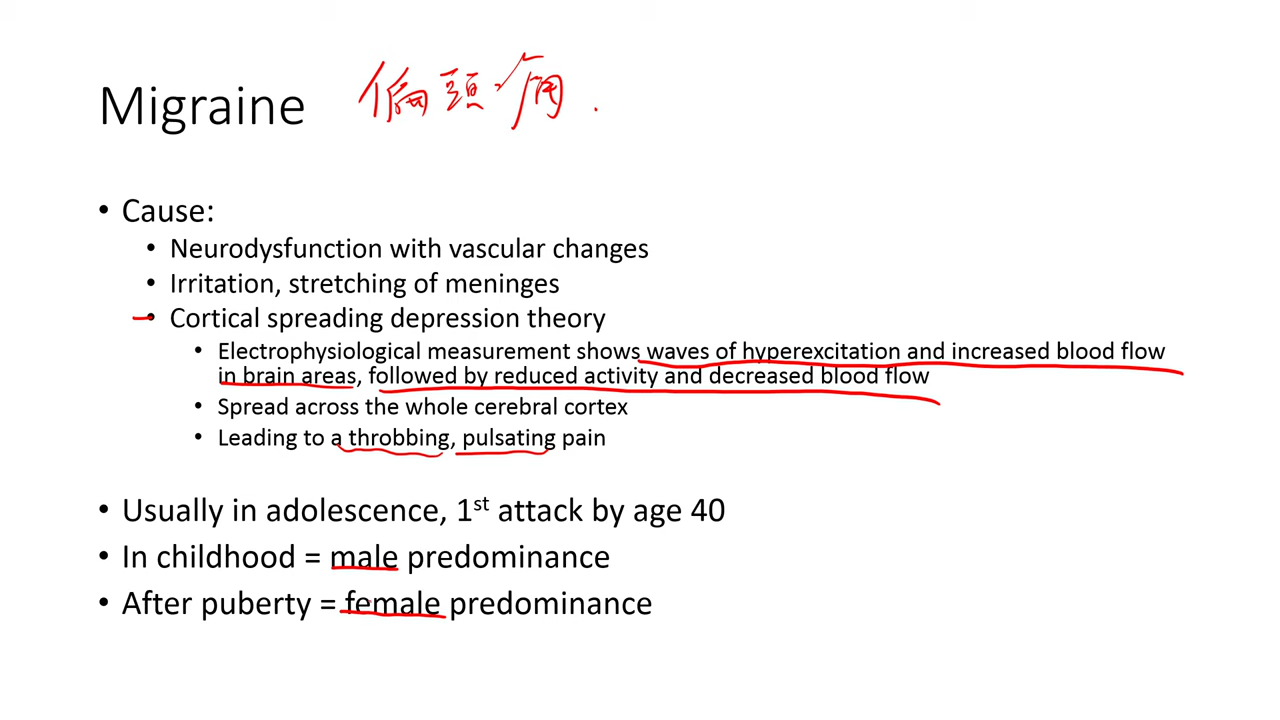 Migraine 偏頭痛.
• Cause:
• Neurodysfunction with vascular changes
• Irritation, stretching of meninges
• Cortical spreading depression theory
• Electrophysiological measurement shows waves of hyperexcitation and increased blood flow
in brain areas, followed by reduced activity and decreased blood flow
• Spread across the whole cerebral cortex
• Leading to a throbbing, pulsating pain
• Usually in adolescence, 1st attack by age 40
• In childhood = male predominance
• After puberty = female predominance